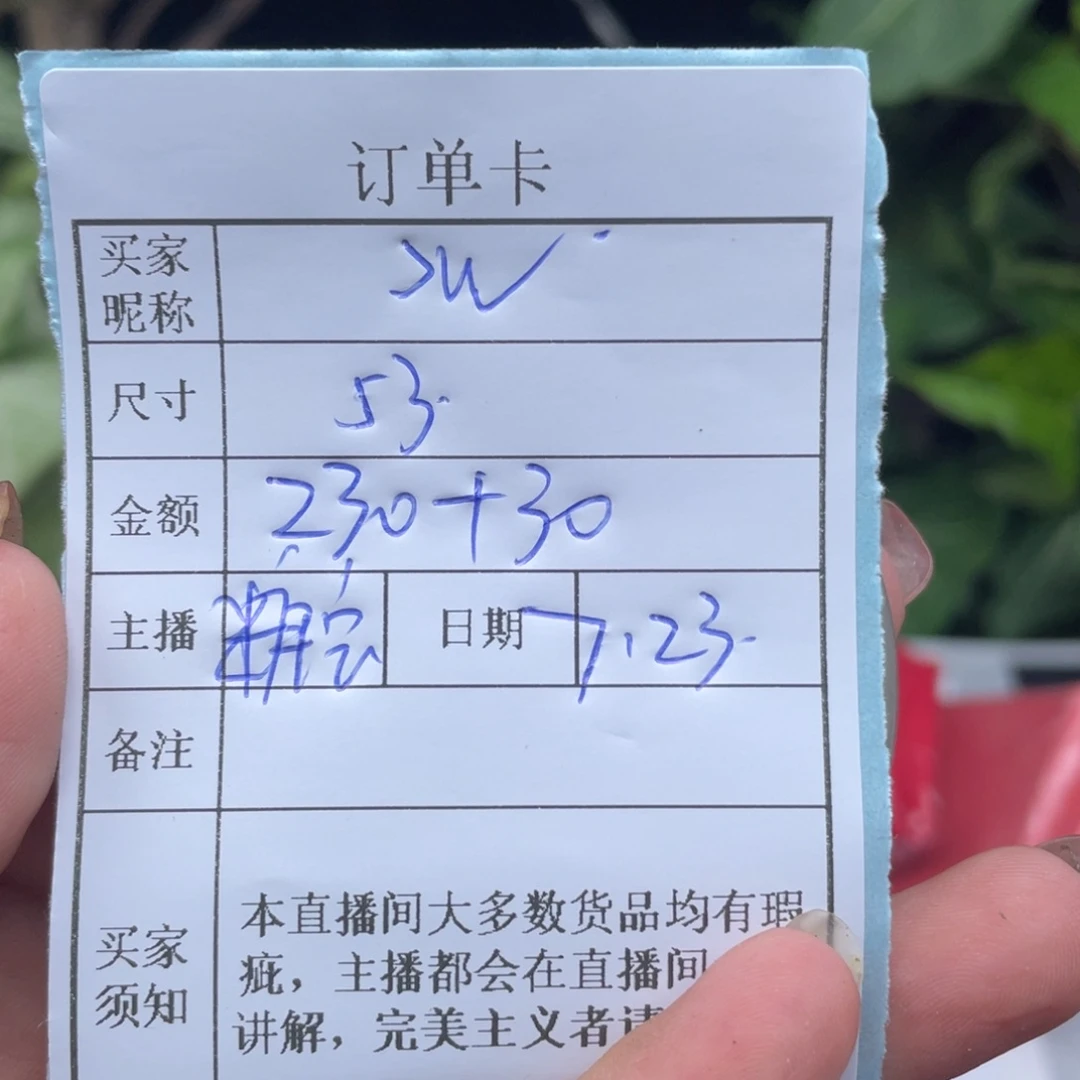 订单卡
买家昵称
尺寸 53.
金额 230+30
主播 日期 7.23.
备注
买家须知
本直播间大多数货品均有瑕
疵，主播都会在直播间
讲解，完美主义者请